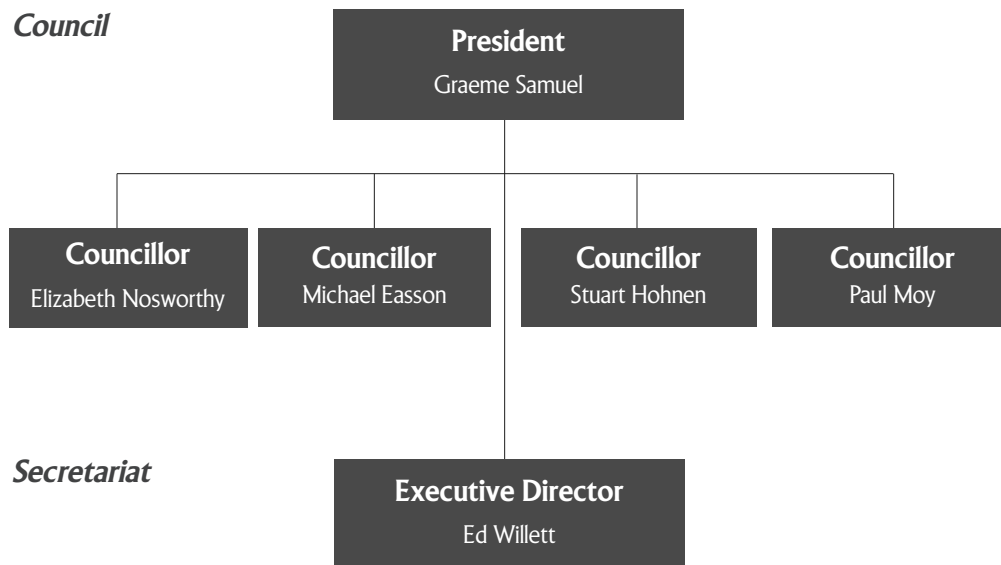 Council
President
Graeme Samuel
Councillor
Elizabeth Nosworthy
Councillor
Michael Easson
Councillor
Stuart Hohnen
Councillor
Paul Moy
Secretariat
Executive Director
Ed Willett